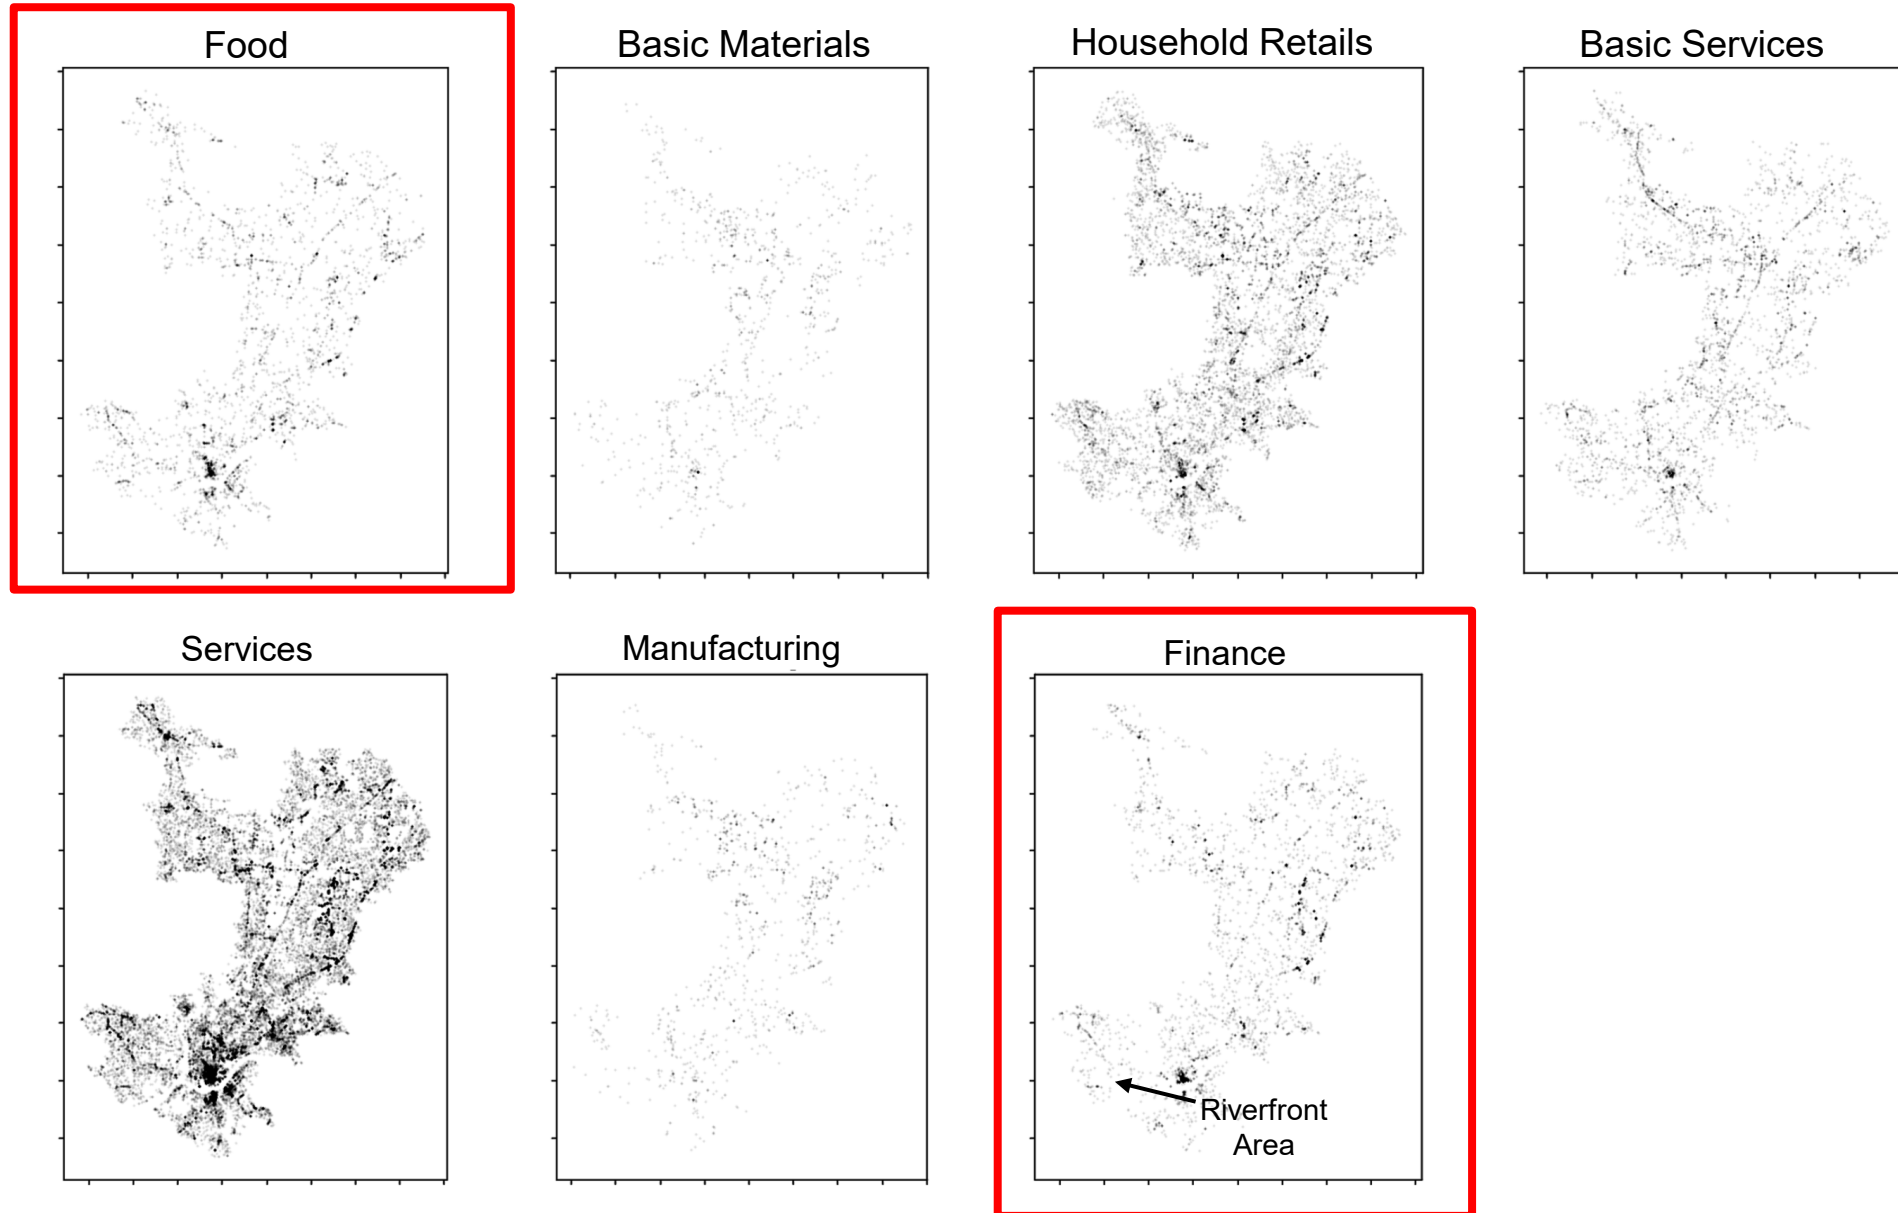 Food
Basic Materials
Household Retails
Basic Services
Services
Manufacturing
Finance
Riverfront
Area